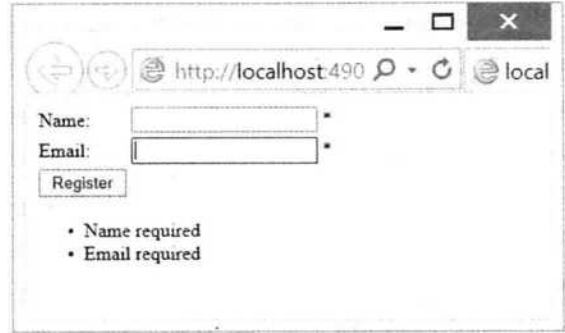 http://localhost:490 local
Name: *
Email: *
Register
• Name required
• Email required